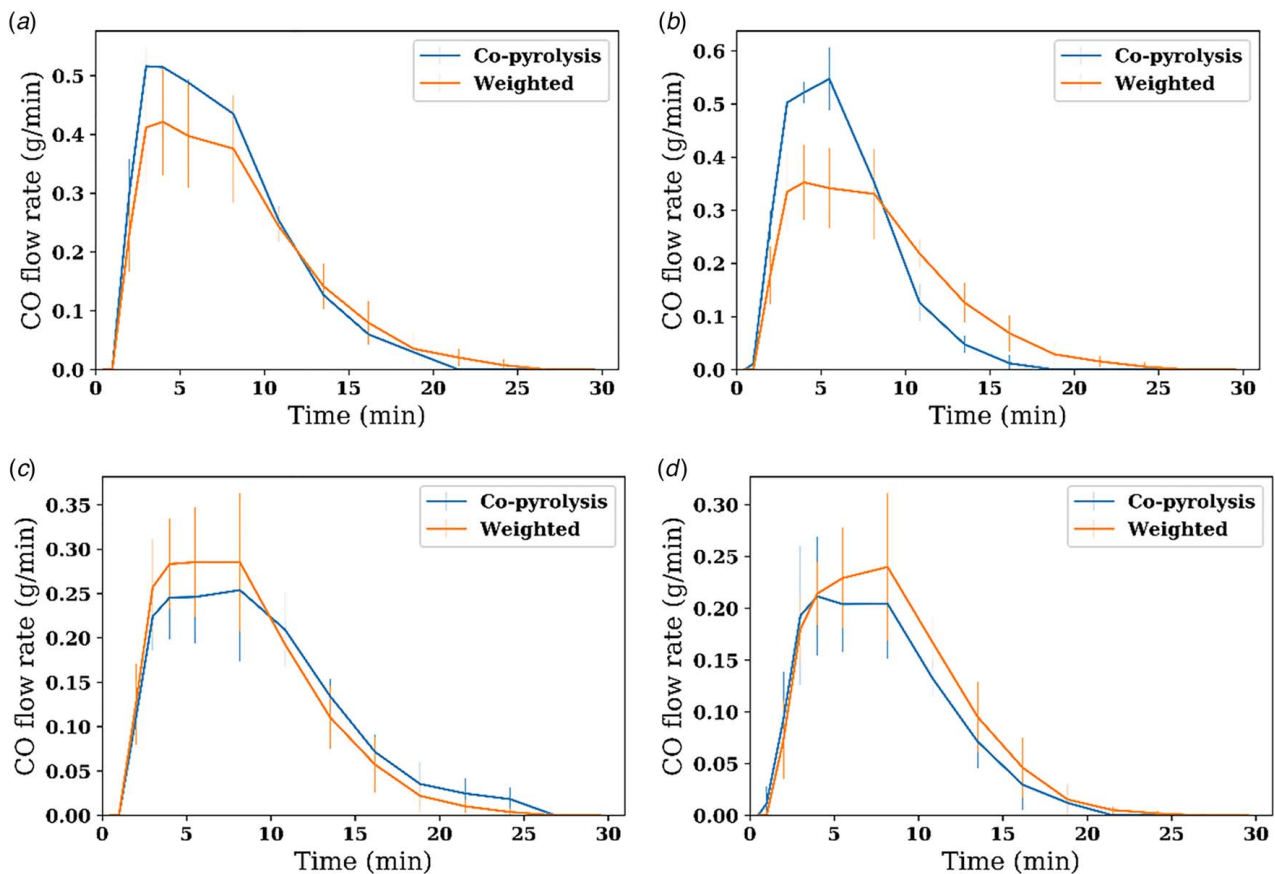 (a)
CO flow rate (g/min)
0.5
0.4
0.3
0.2
0.1
0.0
Co-pyrolysis
Weighted
0 5 10 15 20 25 30
Time (min)
(b)
CO flow rate (g/min)
0.6
0.5
0.4
0.3
0.2
0.1
0.0
Co-pyrolysis
Weighted
0 5 10 15 20 25 30
Time (min)
(c)
CO flow rate (g/min)
0.35
0.30
0.25
0.20
0.15
0.10
0.05
0.00
Co-pyrolysis
Weighted
0 5 10 15 20 25 30
Time (min)
(d)
CO flow rate (g/min)
0.30
0.25
0.20
0.15
0.10
0.05
0.00
Co-pyrolysis
Weighted
0 5 10 15 20 25 30
Time (min)